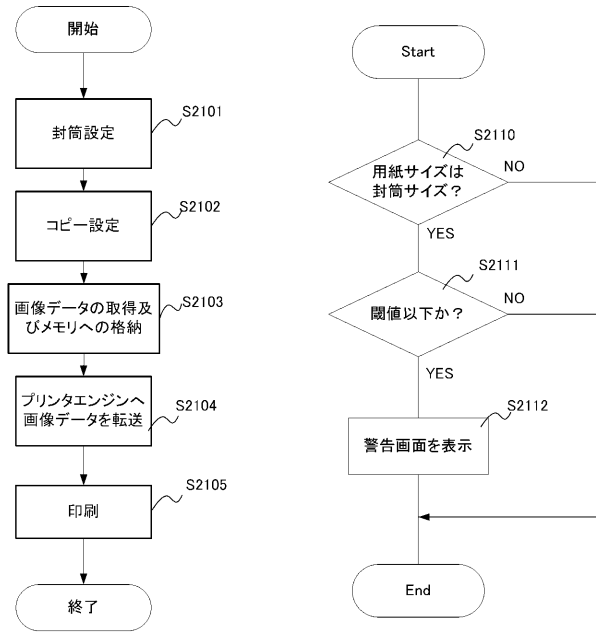 開始
封筒設定
S2101
コピー設定
S2102
画像データの取得及
びメモリへの格納
S2103
プリンタエンジンへ
画像データを転送
S2104
印刷
S2105
終了
Start
用紙サイズは
封筒サイズ？
S2110
NO
YES
閾値以下か？
S2111
NO
YES
警告画面を表示
S2112
End